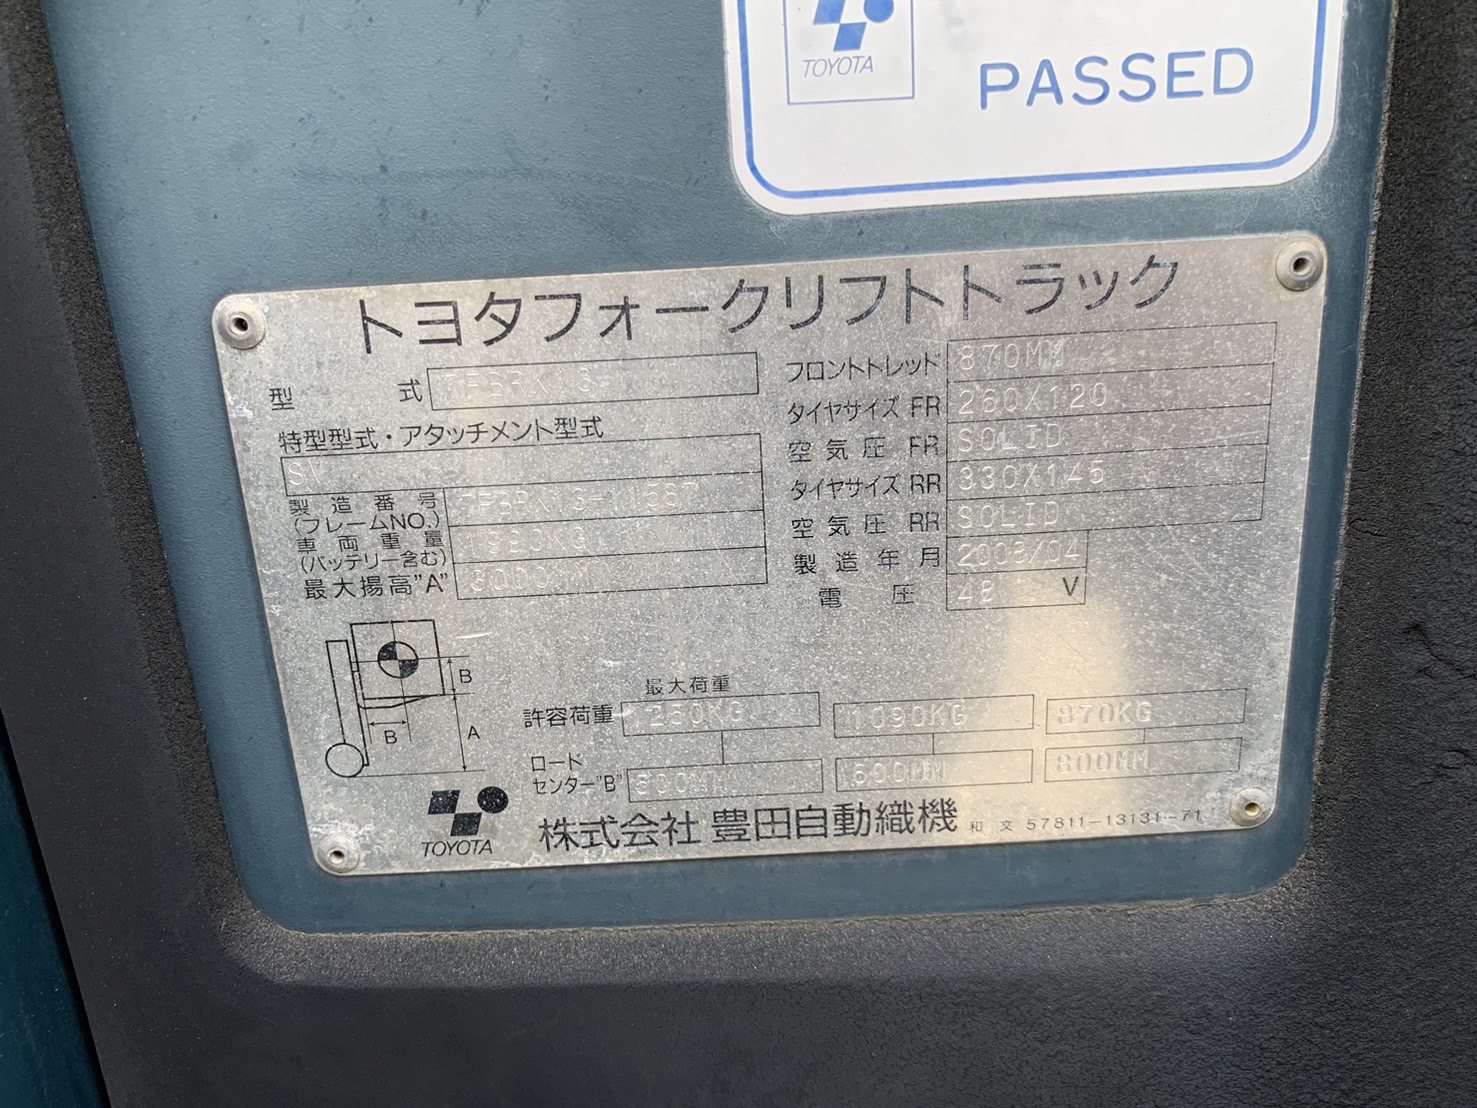 TOYOTA
PASSED
トヨタフォークリフトトラック
型 式
特型型式・アタッチメント型式
SV
製造番号
(フレームNO.)
車両重量
(バッテリー含む)
最大揚高"A" 3000MM
フロントトレッド 870MM
タイヤサイズ FR 260X120
空気圧 FR SOLID
タイヤサイズ RR 330X145
空気圧 RR SOLID
製造年月
電圧 48 V
B
B
A
最大荷重
許容荷重 1250KG 1090KG 870KG
ロード
センター"B" 600MM 800MM
TOYOTA
株式会社 豊田自動織機 和文 57811-13131-71